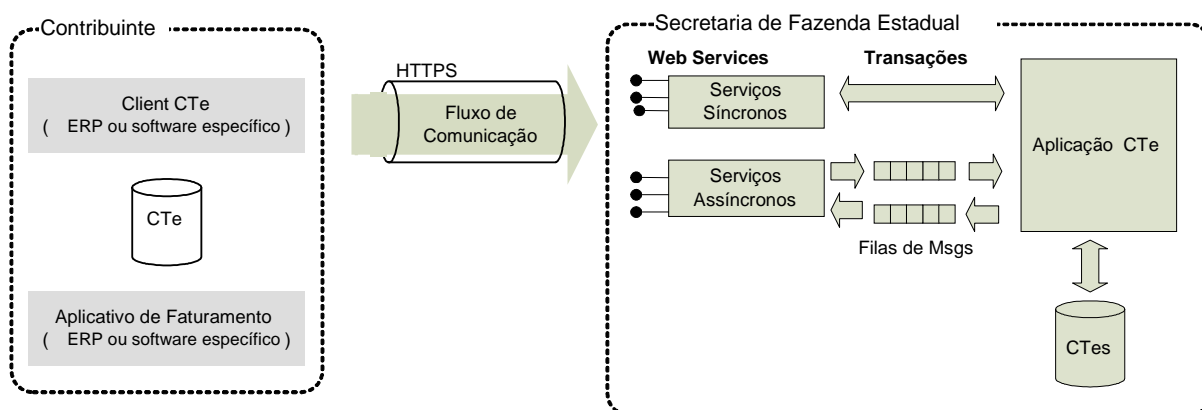 Contribuinte
Client CTe
( ERP ou software específico )
CTe
Aplicativo de Faturamento
( ERP ou software específico )
HTTPS
Fluxo de
Comunicação
Secretaria de Fazenda Estadual
Web Services
Transações
Serviços
Síncronos
Serviços
Assíncronos
Filas de Msgs
Aplicação CTe
CTes